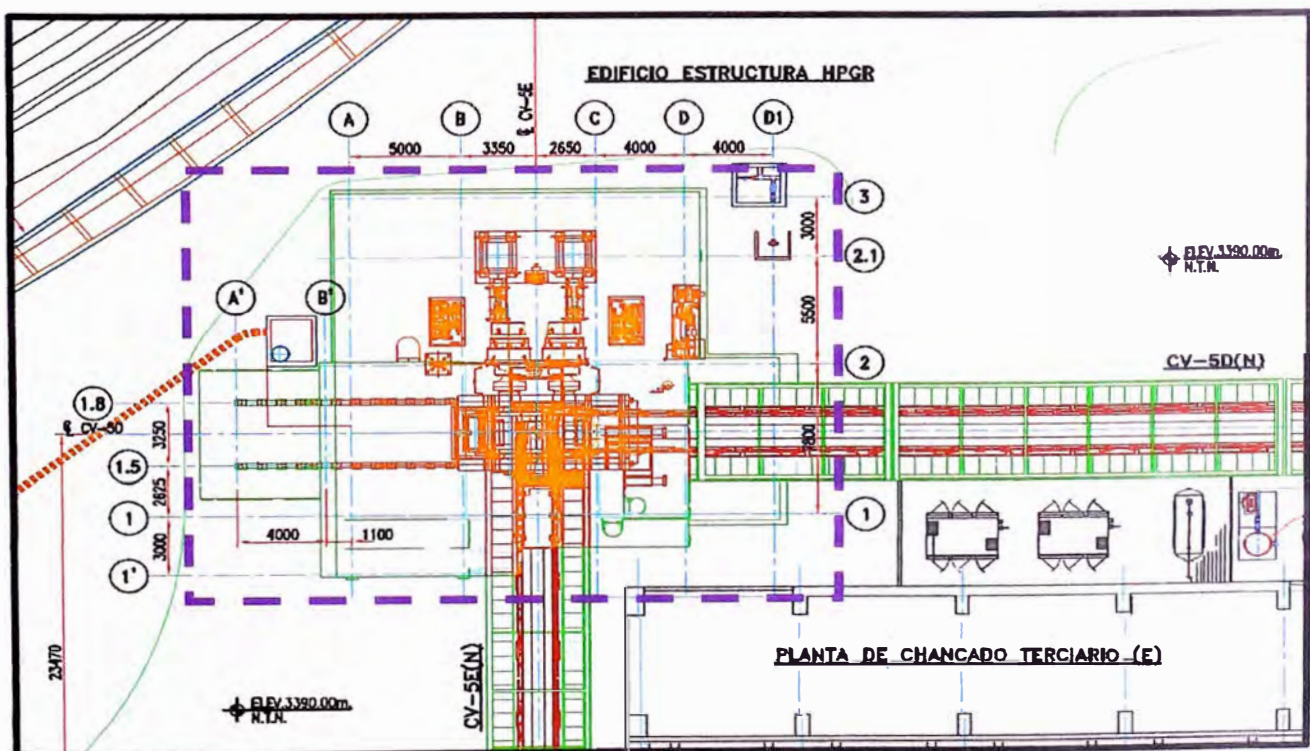 EDIFICIO ESTRUCTURA HPGR
℄ CV-5E
A
B
C
D
D1
5000
3350
2650
4000
4000
3
3000
2.1
ELEV.3390.00m.
N.T.N.
A'
B'
5500
2
CV-5D(N)
1.8
℄ CV-5D
3250
7800
1.5
2625
1
1
4000
1100
3000
1'
23470
CV-5E(N)
PLANTA DE CHANCADO TERCIARIO (E)
ELEV.3390.00m.
N.T.N.